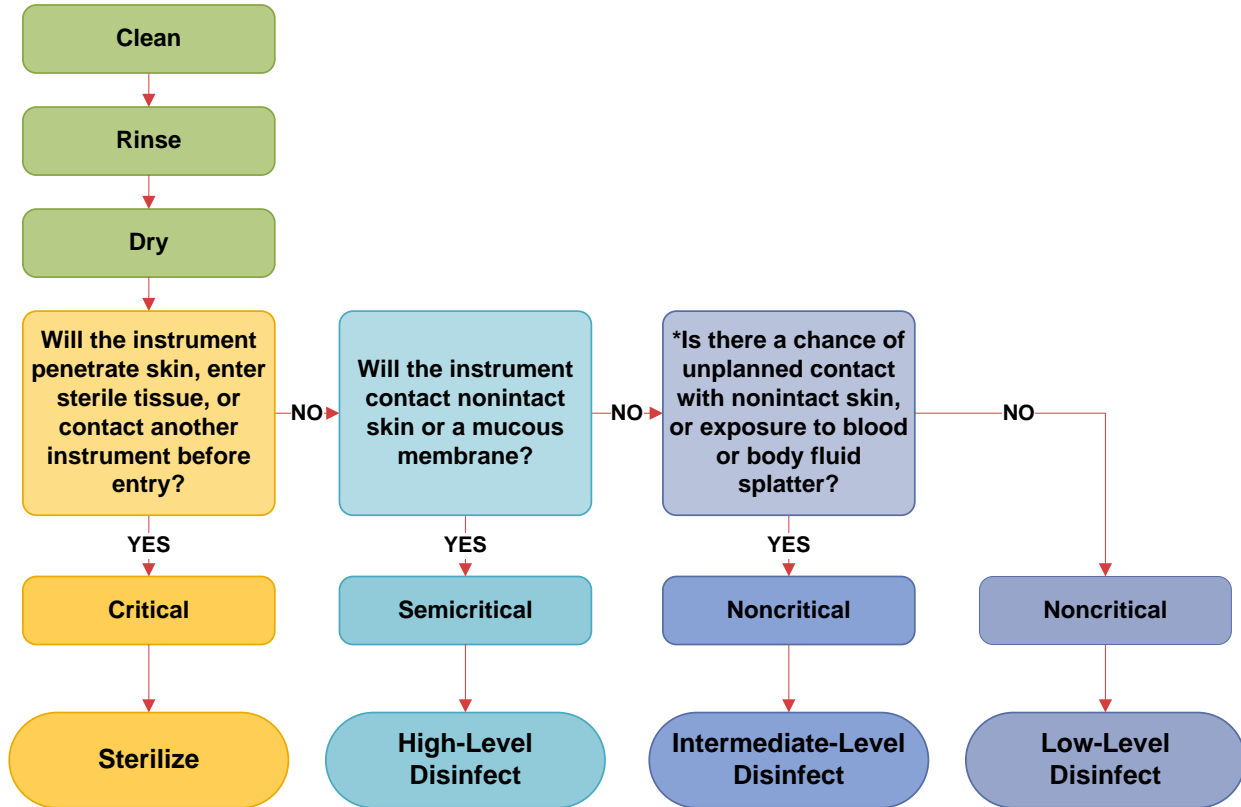 Clean
Rinse
Dry
Will the instrument
penetrate skin, enter
sterile tissue, or
contact another
instrument before
entry?
NO
Will the instrument
contact nonintact
skin or a mucous
membrane?
NO
*Is there a chance of
unplanned contact
with nonintact skin,
or exposure to blood
or body fluid
splatter?
NO
YES
YES
YES
Critical
Semicritical
Noncritical
Noncritical
Sterilize
High-Level
Disinfect
Intermediate-Level
Disinfect
Low-Level
Disinfect